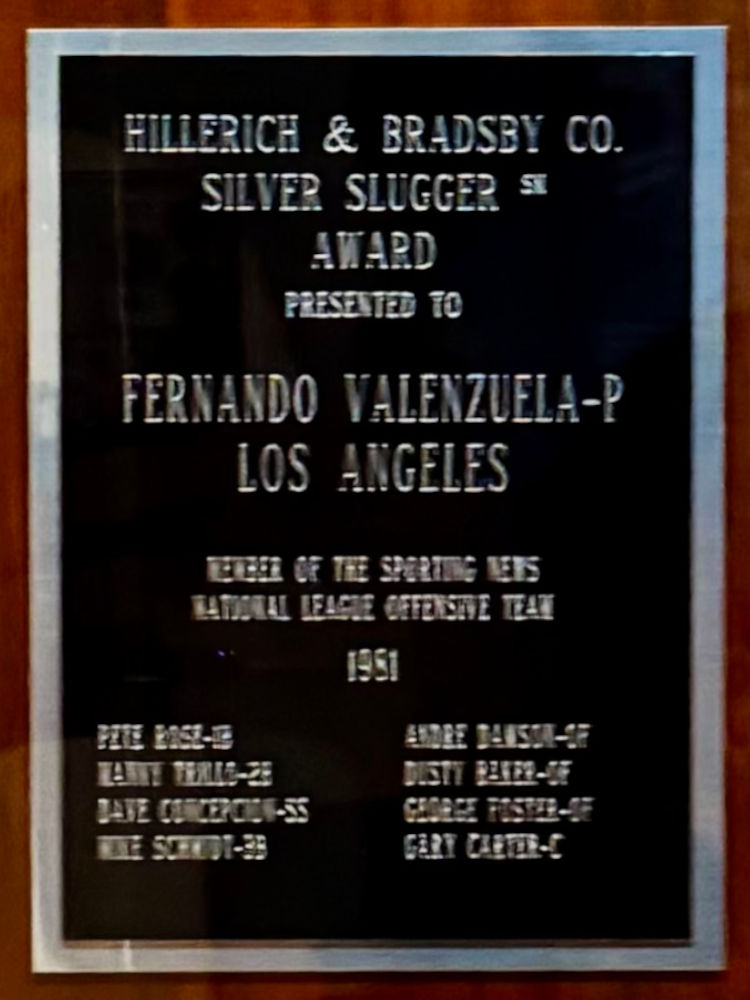 HILLERICH & BRADSBY CO.
SILVER SLUGGER SM
AWARD
PRESENTED TO
FERNANDO VALENZUELA-P
LOS ANGELES
MEMBER OF THE SPORTING NEWS
NATIONAL LEAGUE OFFENSIVE TEAM
1981
PETE ROSE-1B
MANNY TRILLO-2B
DAVE CONCEPCION-SS
MIKE SCHMIDT-3B
ANDRE DAWSON-OF
DUSTY BAKER-OF
GEORGE FOSTER-OF
GARY CARTER-C